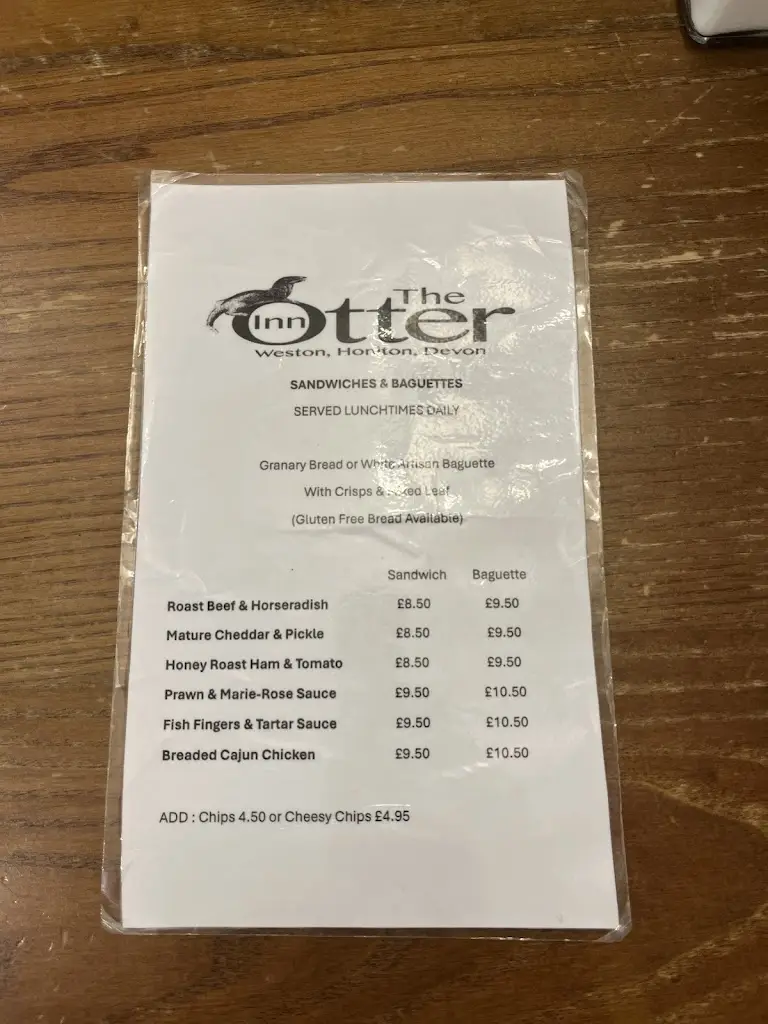 The
Inn Otter
Weston, Honiton, Devon
SANDWICHES & BAGUETTES
SERVED LUNCHTIMES DAILY
Granary Bread or White Artisan Baguette
With Crisps & Leaf
(Gluten Free Bread Available)
Sandwich Baguette
Roast Beef & Horseradish £8.50 £9.50
Mature Cheddar & Pickle £8.50 £9.50
Honey Roast Ham & Tomato £8.50 £9.50
Prawn & Marie-Rose Sauce £9.50 £10.50
Fish Fingers & Tartar Sauce £9.50 £10.50
Breaded Cajun Chicken £9.50 £10.50
ADD : Chips 4.50 or Cheesy Chips £4.95